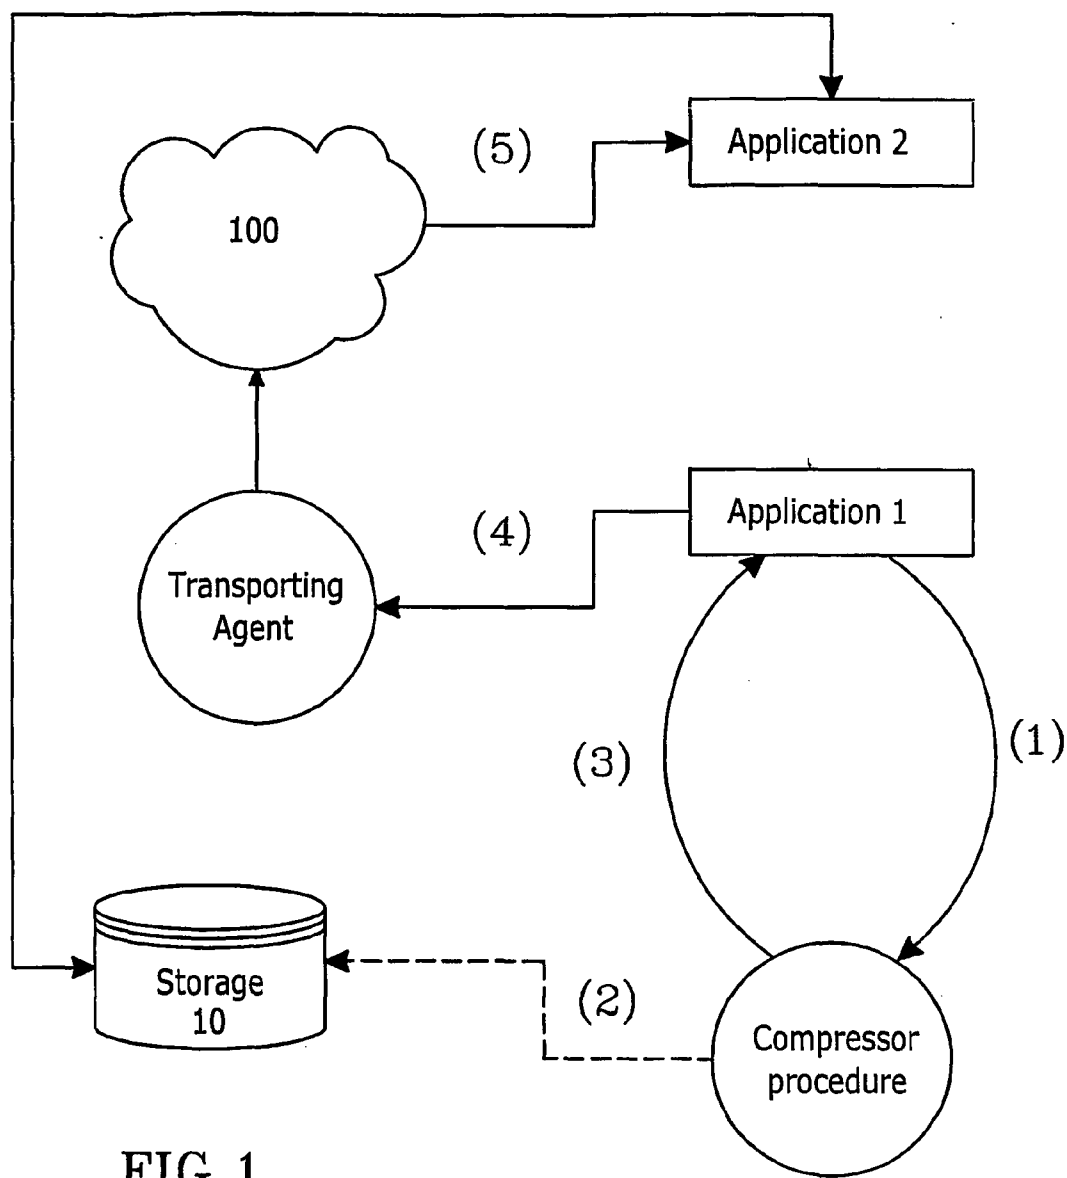 (5)
Application 2
100
(4)
Application 1
Transporting
Agent
(3)
(1)
Storage
10
(2)
Compressor
procedure
FIG. 1